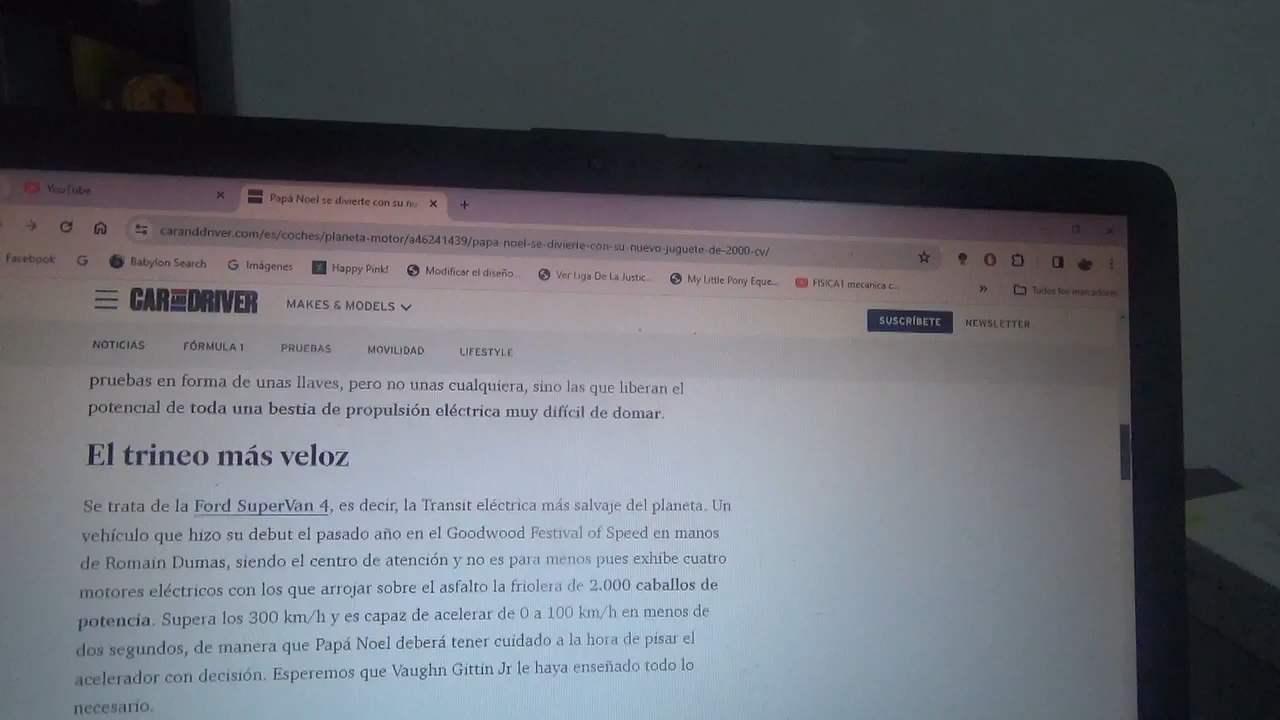 YouTube
Papá Noel se divierte con su nu
caranddriver.com/es/coches/planeta-motor/a46241439/papa-noel-se-divierte-con-su-nuevo-juguete-de-2000-cv/
Facebook
Babylon Search
Imágenes
Happy Pink!
Modificar el diseño...
Ver Liga De La Justic...
My Little Pony Eque...
FISICA1 mecanica c...
»
Todos los marcadores
CAR AND DRIVER
MAKES & MODELS
SUSCRÍBETE
NEWSLETTER
NOTICIAS
FÓRMULA 1
PRUEBAS
MOVILIDAD
LIFESTYLE
pruebas en forma de unas llaves, pero no unas cualquiera, sino las que liberan el
potencial de toda una bestia de propulsión eléctrica muy difícil de domar.
El trineo más veloz
Se trata de la Ford SuperVan 4, es decir, la Transit eléctrica más salvaje del planeta. Un
vehículo que hizo su debut el pasado año en el Goodwood Festival of Speed en manos
de Romain Dumas, siendo el centro de atención y no es para menos pues exhibe cuatro
motores eléctricos con los que arrojar sobre el asfalto la friolera de 2.000 caballos de
potencia. Supera los 300 km/h y es capaz de acelerar de 0 a 100 km/h en menos de
dos segundos, de manera que Papá Noel deberá tener cuidado a la hora de pisar el
acelerador con decisión. Esperemos que Vaughn Gittin Jr le haya enseñado todo lo
necesario.